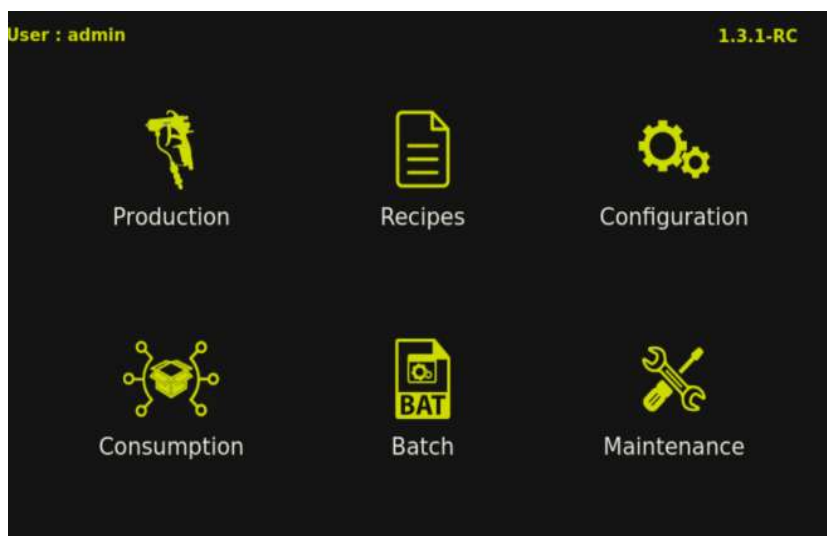 User : admin
1.3.1-RC
Production
Recipes
Configuration
BAT
Consumption
Batch
Maintenance